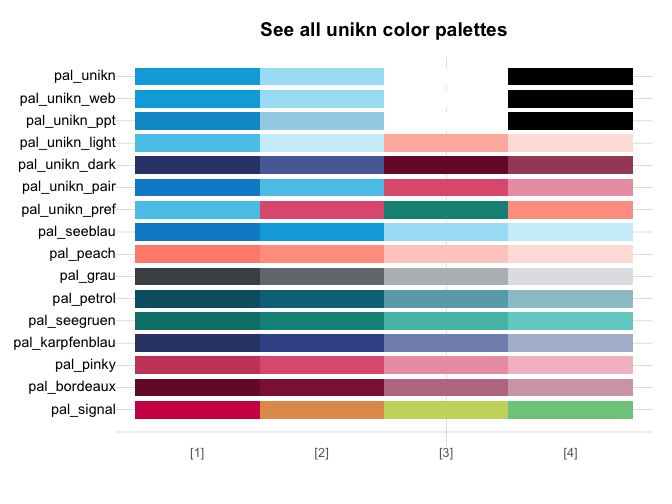 See all unikn color palettes
pal_unikn
pal_unikn_web
pal_unikn_ppt
pal_unikn_light
pal_unikn_dark
pal_unikn_pair
pal_unikn_pref
pal_seeblau
pal_peach
pal_grau
pal_petrol
pal_seegruen
pal_karpfenblau
pal_pinky
pal_bordeaux
pal_signal
[1] [2] [3] [4]